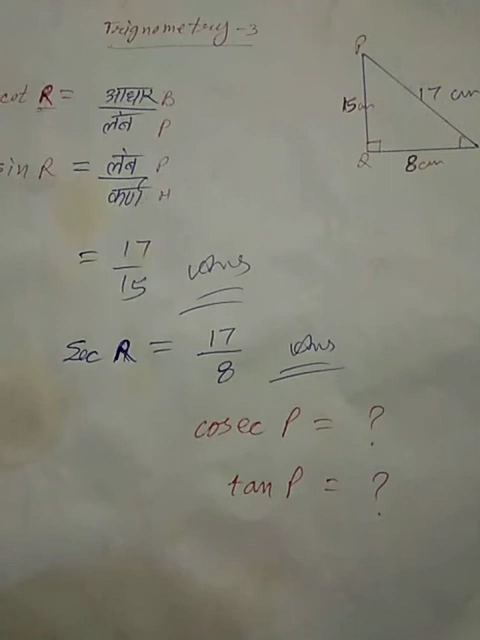 Trignometry-3
cot R = आधार B
लंब P
sin R = लंब P
कर्ण H
= 17
15 Ans
Sec R = 17
8 Ans
cosec P = ?
tan P = ?
P
15cm
17 cm
Q
8cm